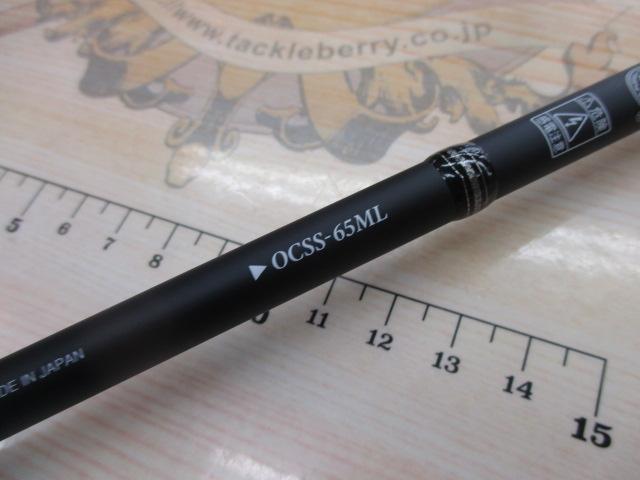 www.tackleberry.co.jp
▶ OCSS-65ML
DE IN JAPAN
5 6 7 8
11 12 13 14 15